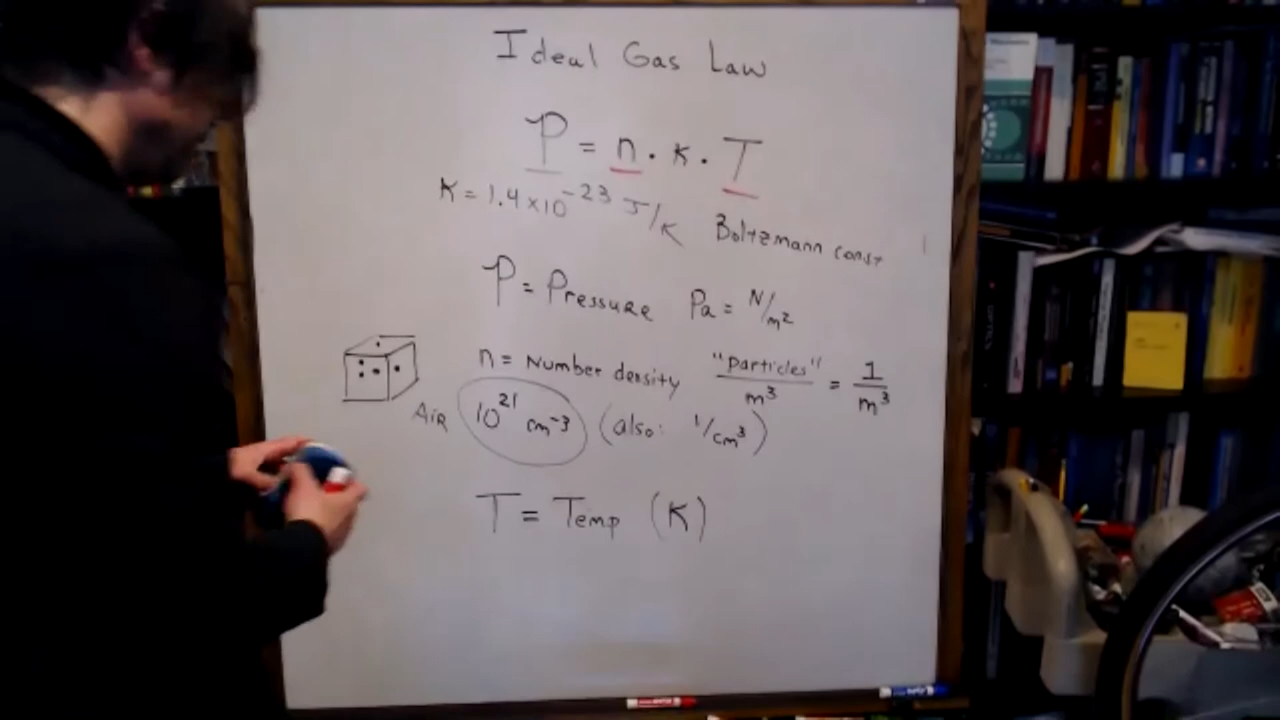 Ideal Gas Law
P = n · k · T
K = 1.4 × 10⁻²³ J/K Boltzmann const
P = Pressure Pa = N/m²
n = Number density "particles"/m³ = 1/m³
Air 10²¹ cm⁻³ (also: 1/cm³)
T = Temp (K)